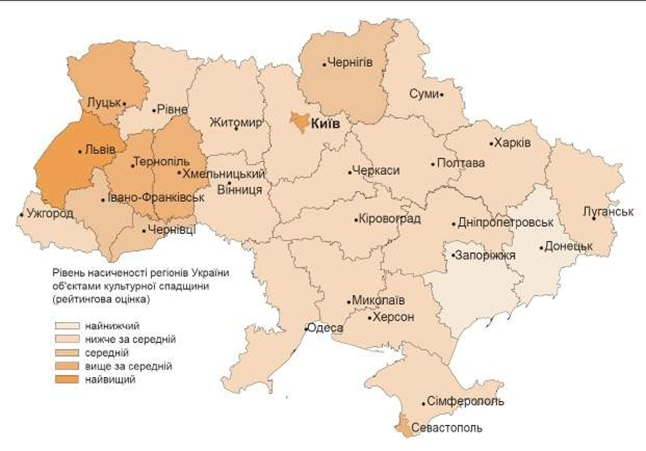 Чернігів
Суми
Луцьк
Рівне
Житомир
Київ
Львів
Тернопіль
Хмельницький
Вінниця
Черкаси
Полтава
Харків
Івано-Франківськ
Ужгород
Чернівці
Кіровоград
Дніпропетровськ
Луганськ
Запоріжжя
Донецьк
Миколаїв
Херсон
Одеса
Сімферополь
Севастополь
Рівень насиченості регіонів України
об'єктами культурної спадщини
(рейтингова оцінка)
найнижчий
нижче за середній
середній
вище за середній
найвищий